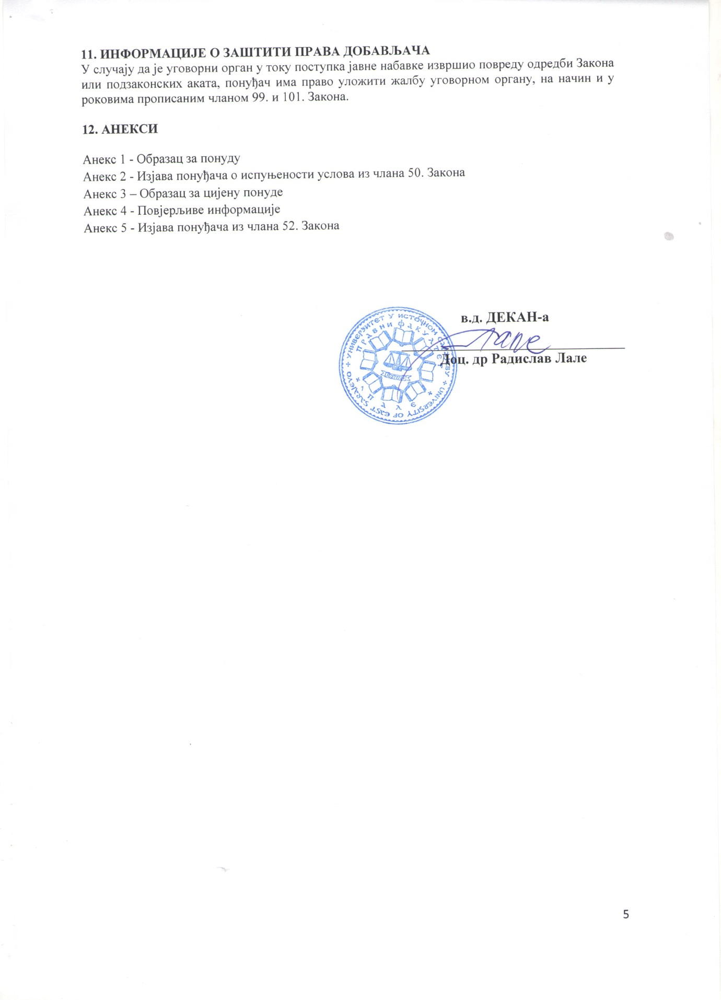 11. ИНФОРМАЦИЈЕ О ЗАШТИТИ ПРАВА ДОБАВЉАЧА
У случају да је уговорни орган у току поступка јавне набавке извршио повреду одредби Закона
или подзаконских аката, понуђач има право уложити жалбу уговорном органу, на начин и у
роковима прописаним чланом 99. и 101. Закона.
12. АНЕКСИ
Анекс 1 - Образац за понуду
Анекс 2 - Изјава понуђача о испуњености услова из члана 50. Закона
Анекс 3 – Образац за цијену понуде
Анекс 4 - Повјерљиве информације
Анекс 5 - Изјава понуђача из члана 52. Закона
в.д. ДЕКАН-а
Лале
Доц. др Радислав Лале
УНИВЕРЗИТЕТ У ИСТОЧНОМ САРАЈЕВУ + UNIVERSITY OF EAST SARAJEVO +
ПРАВНИ ФАКУЛТЕТ
1 ПАЛЕ
5